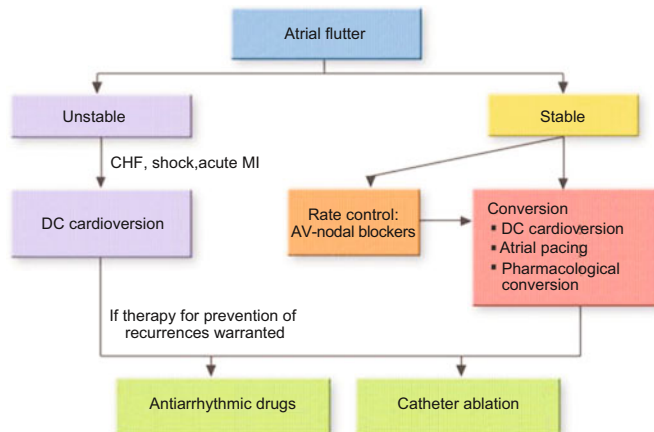 Atrial flutter
Unstable
Stable
CHF, shock,acute MI
DC cardioversion
Rate control:
AV-nodal blockers
Conversion
▪ DC cardioversion
▪ Atrial pacing
▪ Pharmacological
conversion
If therapy for prevention of
recurrences warranted
Antiarrhythmic drugs
Catheter ablation